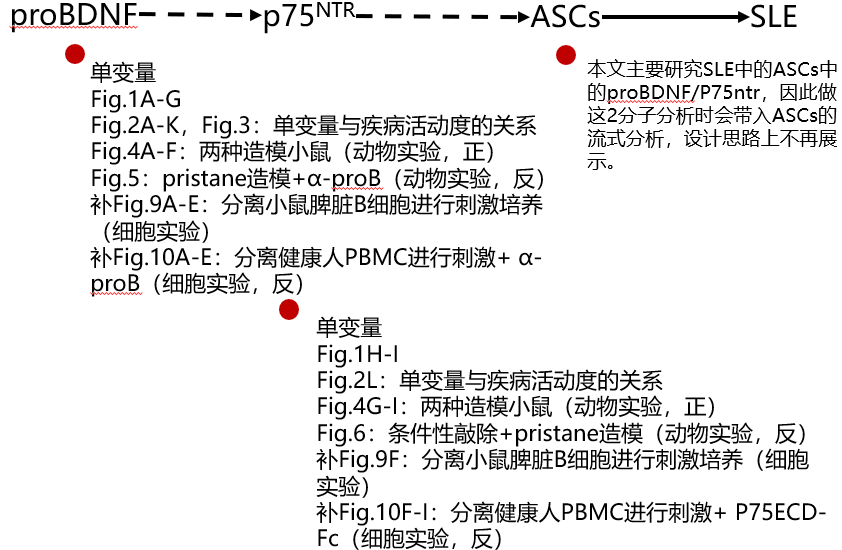 proBDNF p75NTR ASCs SLE
单变量
Fig.1A-G
Fig.2A-K，Fig.3：单变量与疾病活动度的关系
Fig.4A-F：两种造模小鼠（动物实验，正）
Fig.5：pristane造模+α-proB（动物实验，反）
补Fig.9A-E：分离小鼠脾脏B细胞进行刺激培养
（细胞实验）
补Fig.10A-E：分离健康人PBMC进行刺激+ α-
proB（细胞实验，反）
本文主要研究SLE中的ASCs中
的proBDNF/P75ntr，因此做
这2分子分析时会带入ASCs的
流式分析，设计思路上不再展
示。
单变量
Fig.1H-I
Fig.2L：单变量与疾病活动度的关系
Fig.4G-I：两种造模小鼠（动物实验，正）
Fig.6：条件性敲除+pristane造模（动物实验，反）
补Fig.9F：分离小鼠脾脏B细胞进行刺激培养（细胞
实验）
补Fig.10F-I：分离健康人PBMC进行刺激+ P75ECD-
Fc（细胞实验，反）